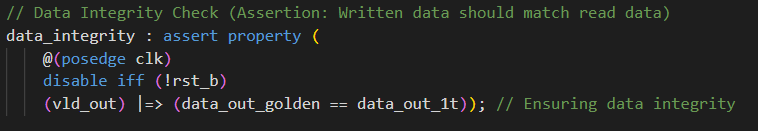 // Data Integrity Check (Assertion: Written data should match read data)
data_integrity : assert property (
    @(posedge clk)
    disable iff (!rst_b)
    (vld_out) |=> (data_out_golden == data_out_1t)); // Ensuring data integrity